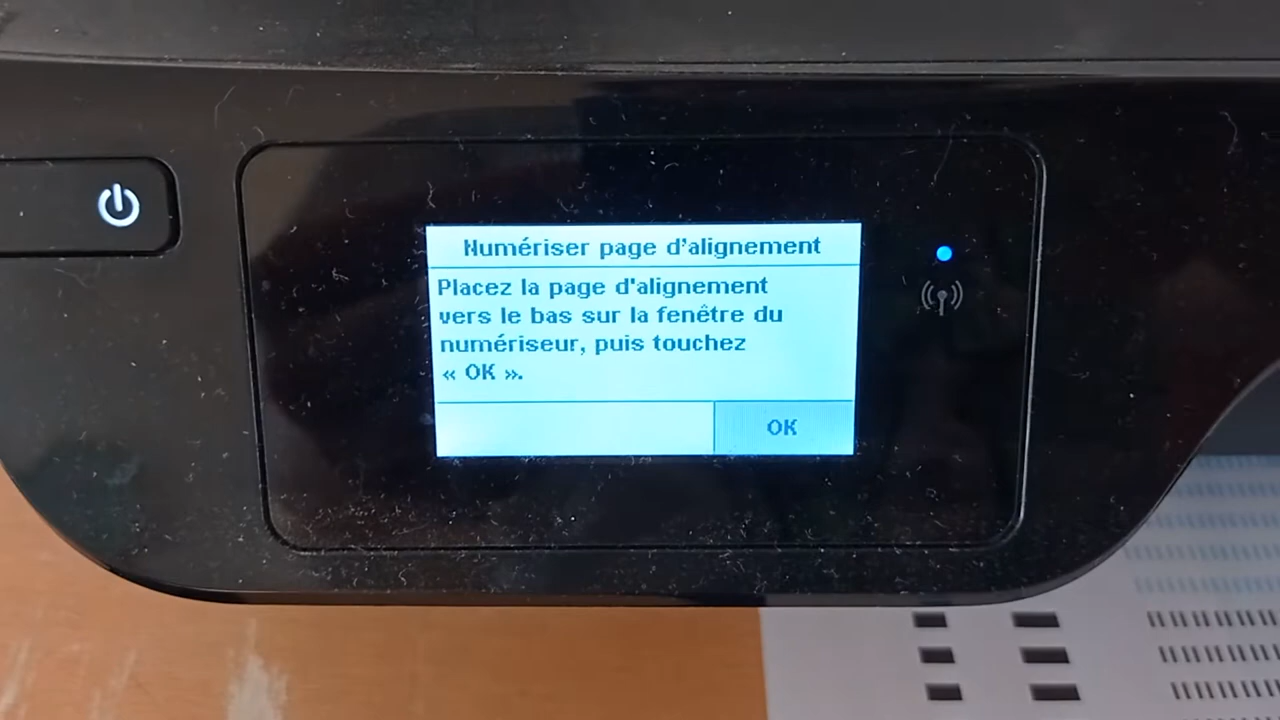 Numériser page d'alignement
Placez la page d'alignement
vers le bas sur la fenêtre du
numériseur, puis touchez
« OK ».
OK